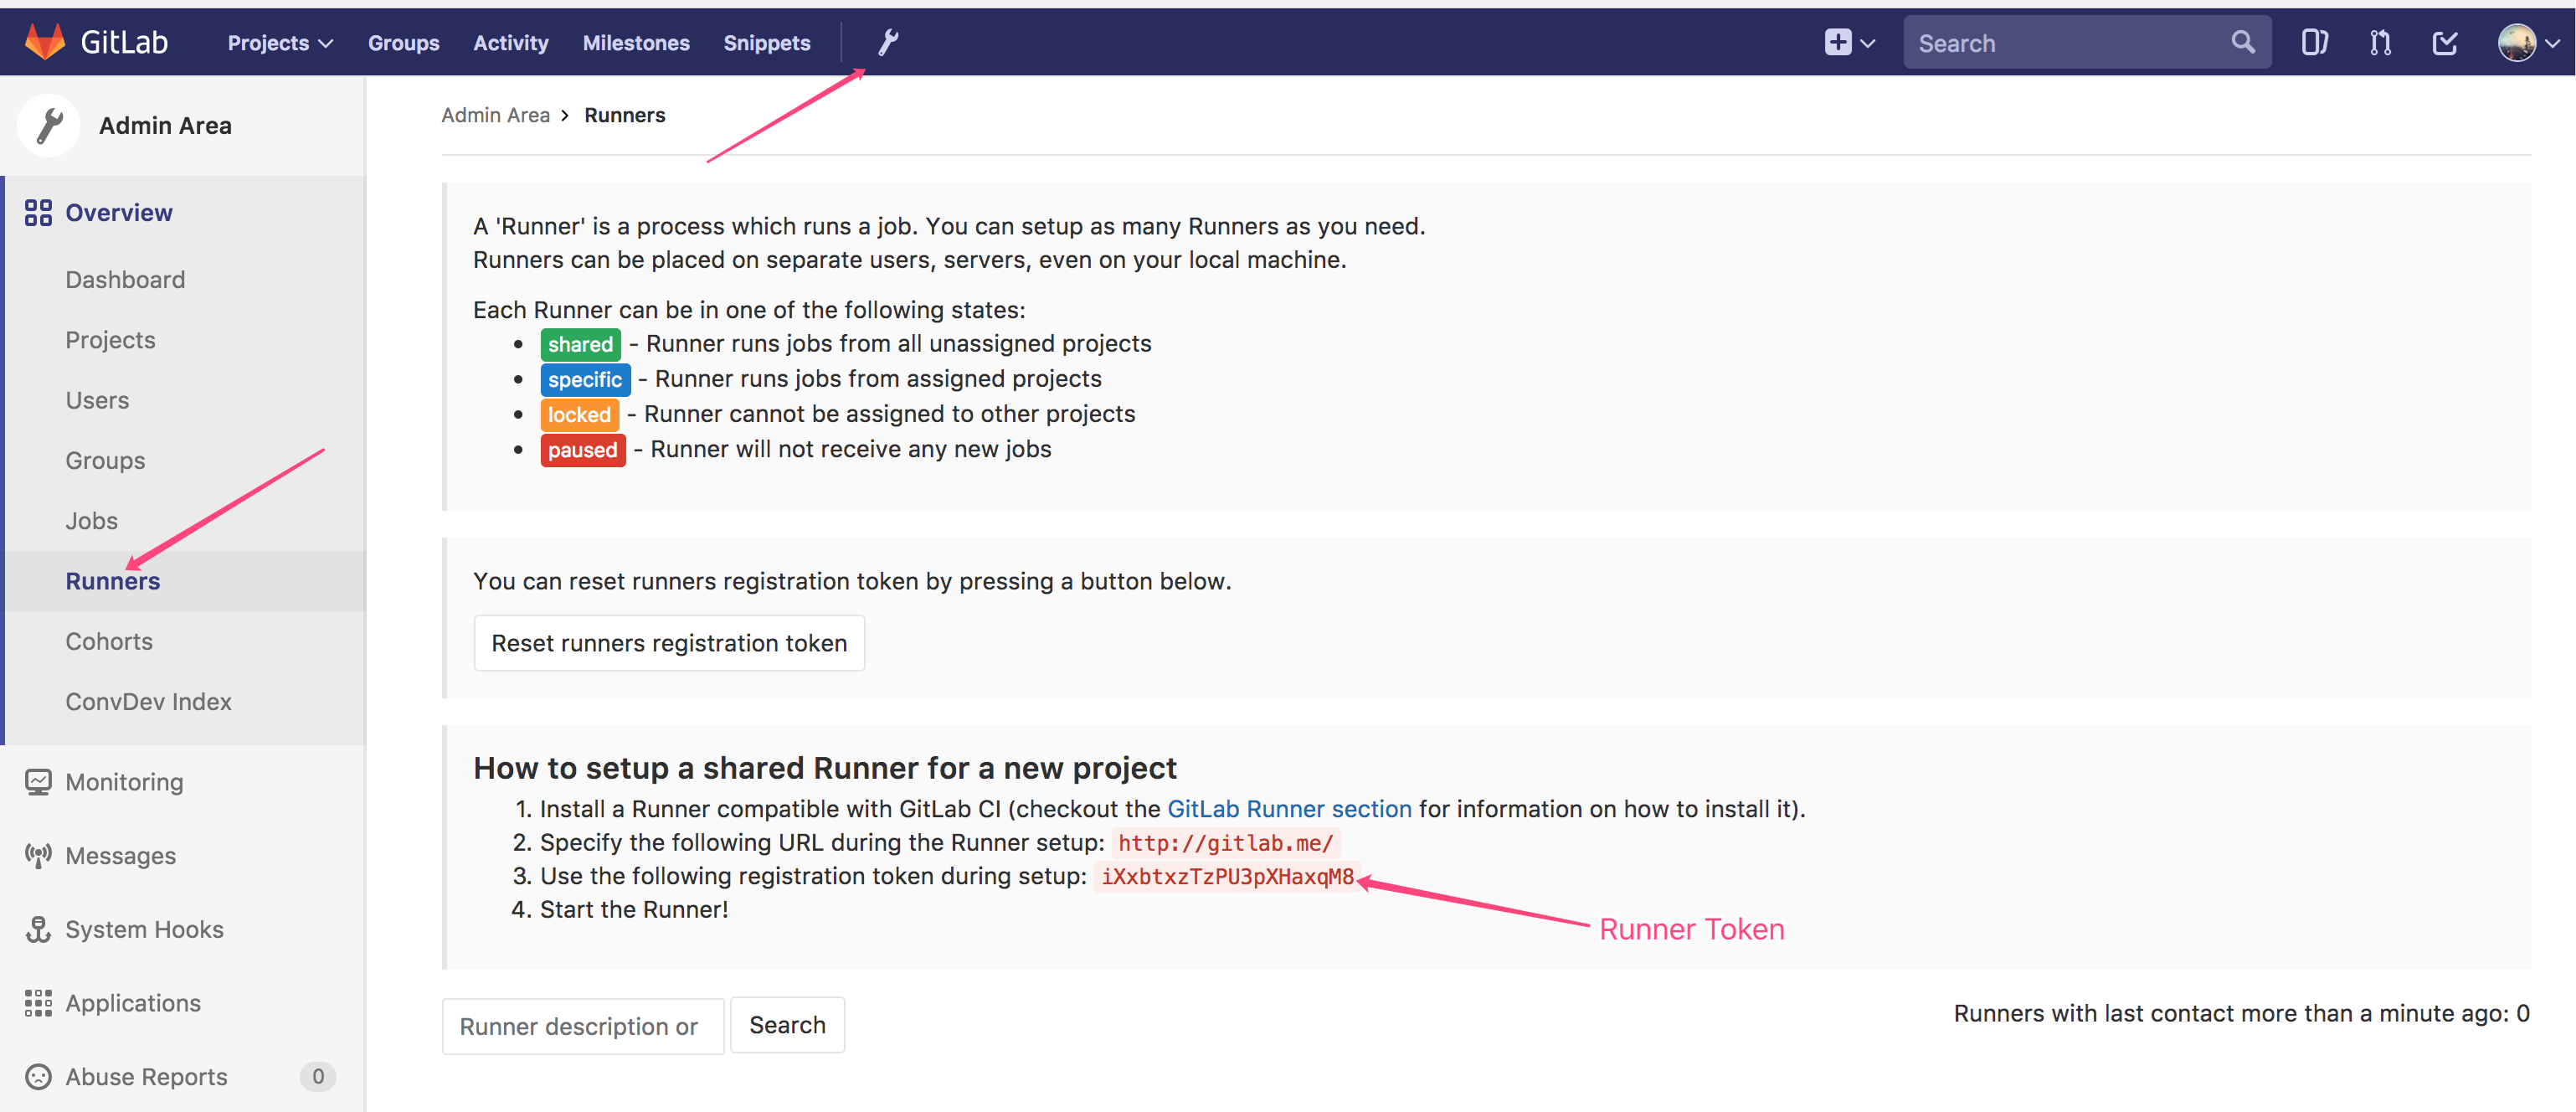 GitLab Projects Groups Activity Milestones Snippets Search
Admin Area
Overview
Dashboard
Projects
Users
Groups
Jobs
Runners
Cohorts
ConvDev Index
Monitoring
Messages
System Hooks
Applications
Abuse Reports 0
Admin Area > Runners
A 'Runner' is a process which runs a job. You can setup as many Runners as you need.
Runners can be placed on separate users, servers, even on your local machine.
Each Runner can be in one of the following states:
• shared - Runner runs jobs from all unassigned projects
• specific - Runner runs jobs from assigned projects
• locked - Runner cannot be assigned to other projects
• paused - Runner will not receive any new jobs
You can reset runners registration token by pressing a button below.
Reset runners registration token
How to setup a shared Runner for a new project
1. Install a Runner compatible with GitLab CI (checkout the GitLab Runner section for information on how to install it).
2. Specify the following URL during the Runner setup: http://gitlab.me/
3. Use the following registration token during setup: iXxbtxzTzPU3pXHaxqM8
4. Start the Runner!
Runner Token
Runner description or Search
Runners with last contact more than a minute ago: 0